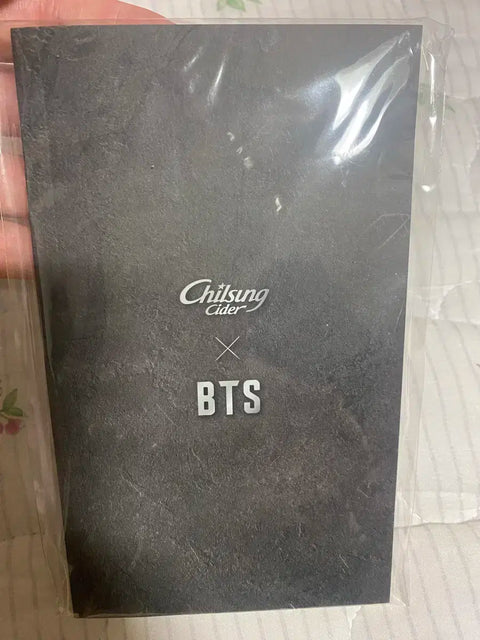 Chilsung
Cider
×
BTS